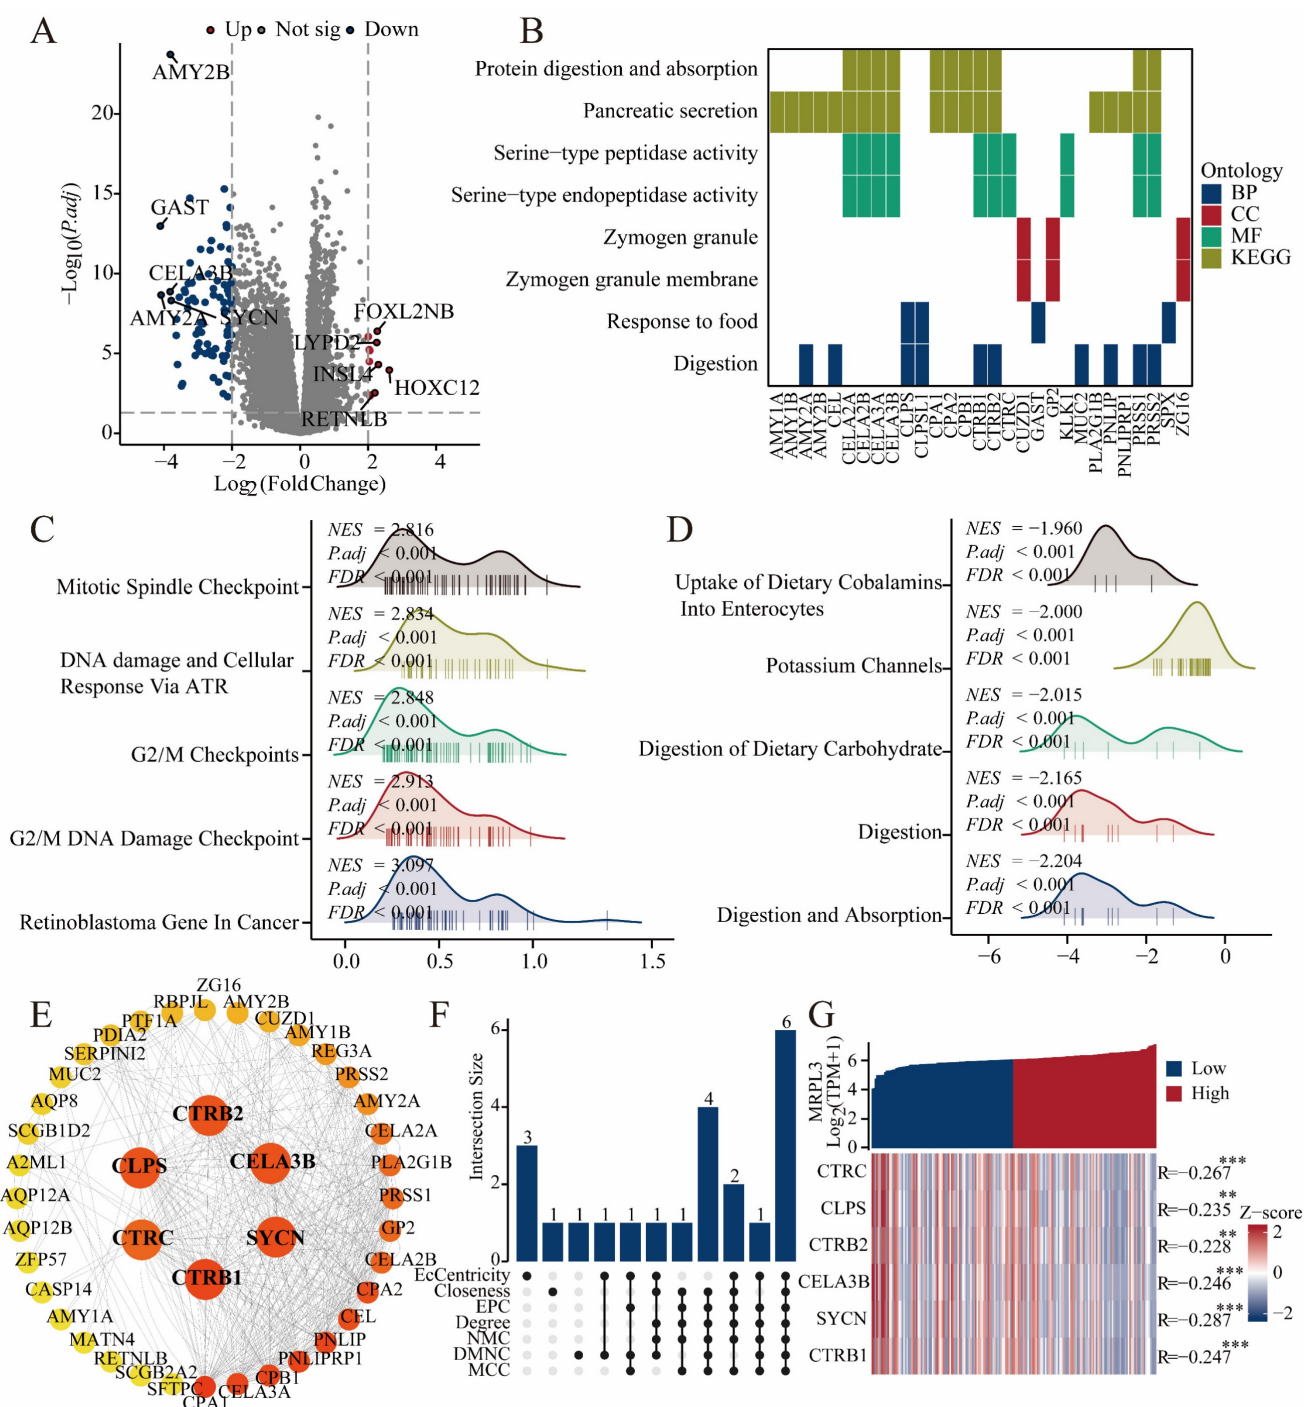 A
Up Not sig Down
AMY2B
GAST
CELA3B
AMY2A SYCN
FOXL2NB
LYPD2
INSL4
HOXC12
RETNLB
−Log10(P.adj)
20
15
10
5
0
−4 −2 0 2 4
Log2(FoldChange)
B
Protein digestion and absorption
Pancreatic secretion
Serine−type peptidase activity
Serine−type endopeptidase activity
Zymogen granule
Zymogen granule membrane
Response to food
Digestion
AMY1A
AMY1B
AMY2A
AMY2B
CEL
CELA2A
CELA2B
CELA3A
CELA3B
CLPS
CLPSL1
CPA1
CPA2
CPB1
CTRB1
CTRB2
CTRC
CUZD1
GAST
GP2
KLK1
MUC2
PLA2G1B
PNLIP
PNLIPRP1
PRSS1
PRSS2
SPX
ZG16
Ontology
BP
CC
MF
KEGG
C
Mitotic Spindle Checkpoint
NES = 2.816
P.adj < 0.001
FDR < 0.001
DNA damage and Cellular
Response Via ATR
NES = 2.834
P.adj < 0.001
FDR < 0.001
G2/M Checkpoints
NES = 2.848
P.adj < 0.001
FDR < 0.001
G2/M DNA Damage Checkpoint
NES = 2.913
P.adj < 0.001
FDR < 0.001
Retinoblastoma Gene In Cancer
NES = 3.097
P.adj < 0.001
FDR < 0.001
0.0 0.5 1.0 1.5
D
Uptake of Dietary Cobalamins
Into Enterocytes
NES = −1.960
P.adj < 0.001
FDR < 0.001
Potassium Channels
NES = −2.000
P.adj < 0.001
FDR < 0.001
Digestion of Dietary Carbohydrate
NES = −2.015
P.adj < 0.001
FDR < 0.001
Digestion
NES = −2.165
P.adj < 0.001
FDR < 0.001
Digestion and Absorption
NES = −2.204
P.adj < 0.001
FDR < 0.001
−6 −4 −2 0
E
ZG16
AMY2B
CUZD1
AMY1B
REG3A
PRSS2
AMY2A
CELA2A
PLA2G1B
PRSS1
GP2
CELA2B
CPA2
CEL
PNLIP
PNLIPRP1
CPB1
CELA3A
CPA1
SFTPC
SCGB2A2
RETNLB
MATN4
AMY1A
CASP14
ZFP57
AQP12B
AQP12A
A2ML1
SCGB1D2
AQP8
MUC2
SERPINI2
PDIA2
PTF1A
RBPJL
CTRB2
CLPS
CELA3B
CTRC
SYCN
CTRB1
F
Intersection Size
6
4
2
0
3 1 1 1 1 1 1 4 2 1 6
EcCentricity
Closeness
EPC
Degree
NMC
DMNC
MCC
G
MRPL3
Log2(TPM+1)
6
4
2
0
Low
High
CTRC R=−0.267***
CLPS R=−0.235**
CTRB2 R=−0.228**
CELA3B R=−0.246***
SYCN R=−0.287***
CTRB1 R=−0.247***
Z−score
2
0
−2